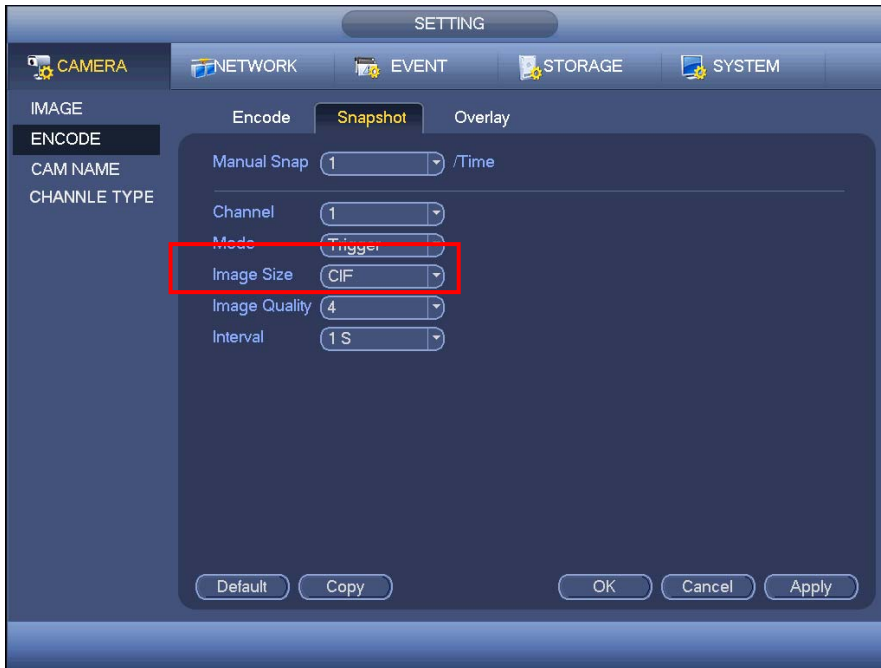 SETTING
CAMERA NETWORK EVENT STORAGE SYSTEM
IMAGE
ENCODE
CAM NAME
CHANNLE TYPE
Encode Snapshot Overlay
Manual Snap 1 /Time
Channel 1
Mode Trigger
Image Size CIF
Image Quality 4
Interval 1 S
Default Copy OK Cancel Apply